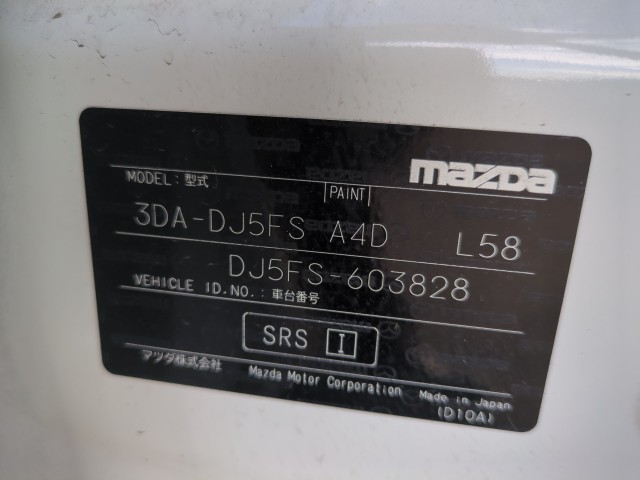 mazda
MODEL:型式 PAINT
3DA-DJ5FS A4D L58
DJ5FS-603828
VEHICLE ID.NO.:車台番号
SRS I
マツダ株式会社 Mazda Motor Corporation Made in Japan
(D10A)